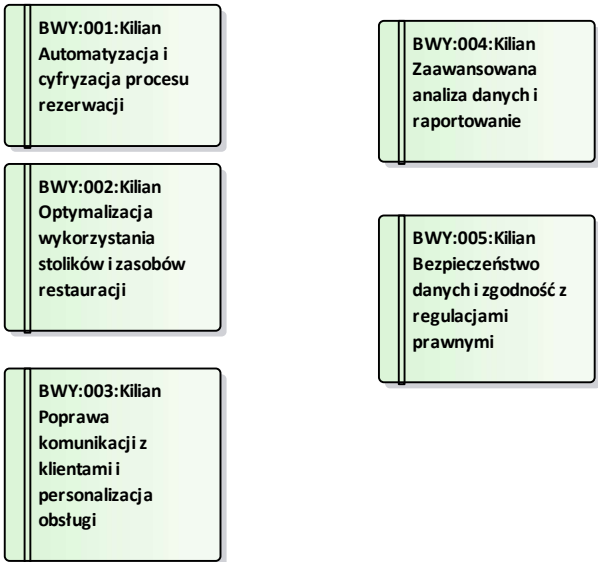 BWY:001:Kilian
Automatyzacja i
cyfryzacja procesu
rezerwacji
BWY:002:Kilian
Optymalizacja
wykorzystania
stolików i zasobów
restauracji
BWY:003:Kilian
Poprawa
komunikacji z
klientami i
personalizacja
obsługi
BWY:004:Kilian
Zaawansowana
analiza danych i
raportowanie
BWY:005:Kilian
Bezpieczeństwo
danych i zgodność z
regulacjami
prawnymi